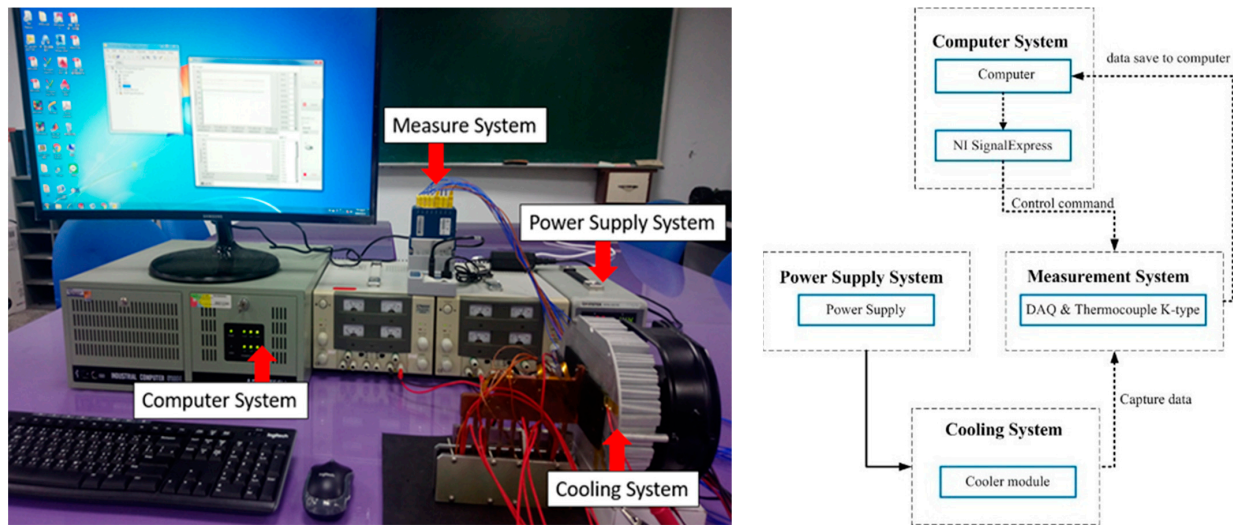 Measure System
Power Supply System
Computer System
Cooling System
SAMSUNG
INDUSTRIAL COMPUTER
logitech
Computer System
Computer
NI SignalExpress
data save to computer
Control command
Power Supply System
Power Supply
Measurement System
DAQ & Thermocouple K-type
Capture data
Cooling System
Cooler module